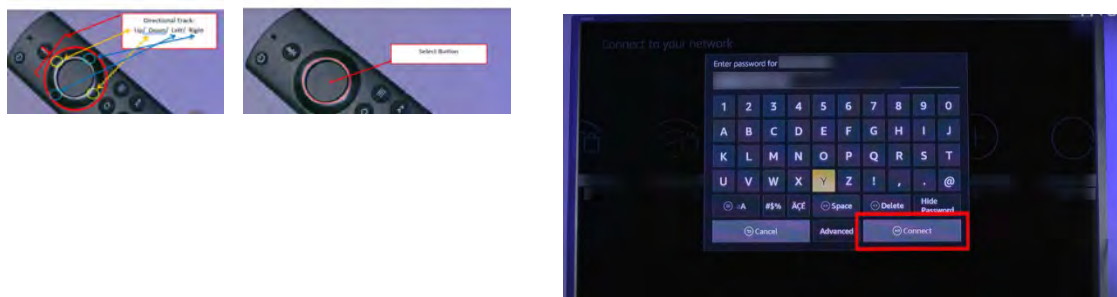 Directional Track:
Up/ Down/ Left/ Right
Select Button
Connect to your network
Enter password for
1 2 3 4 5 6 7 8 9 0
A B C D E F G H I J
K L M N O P Q R S T
U V W X Y Z ! , . @
#$% ÄÇÉ Space Delete Hide Password
Cancel Advanced Connect